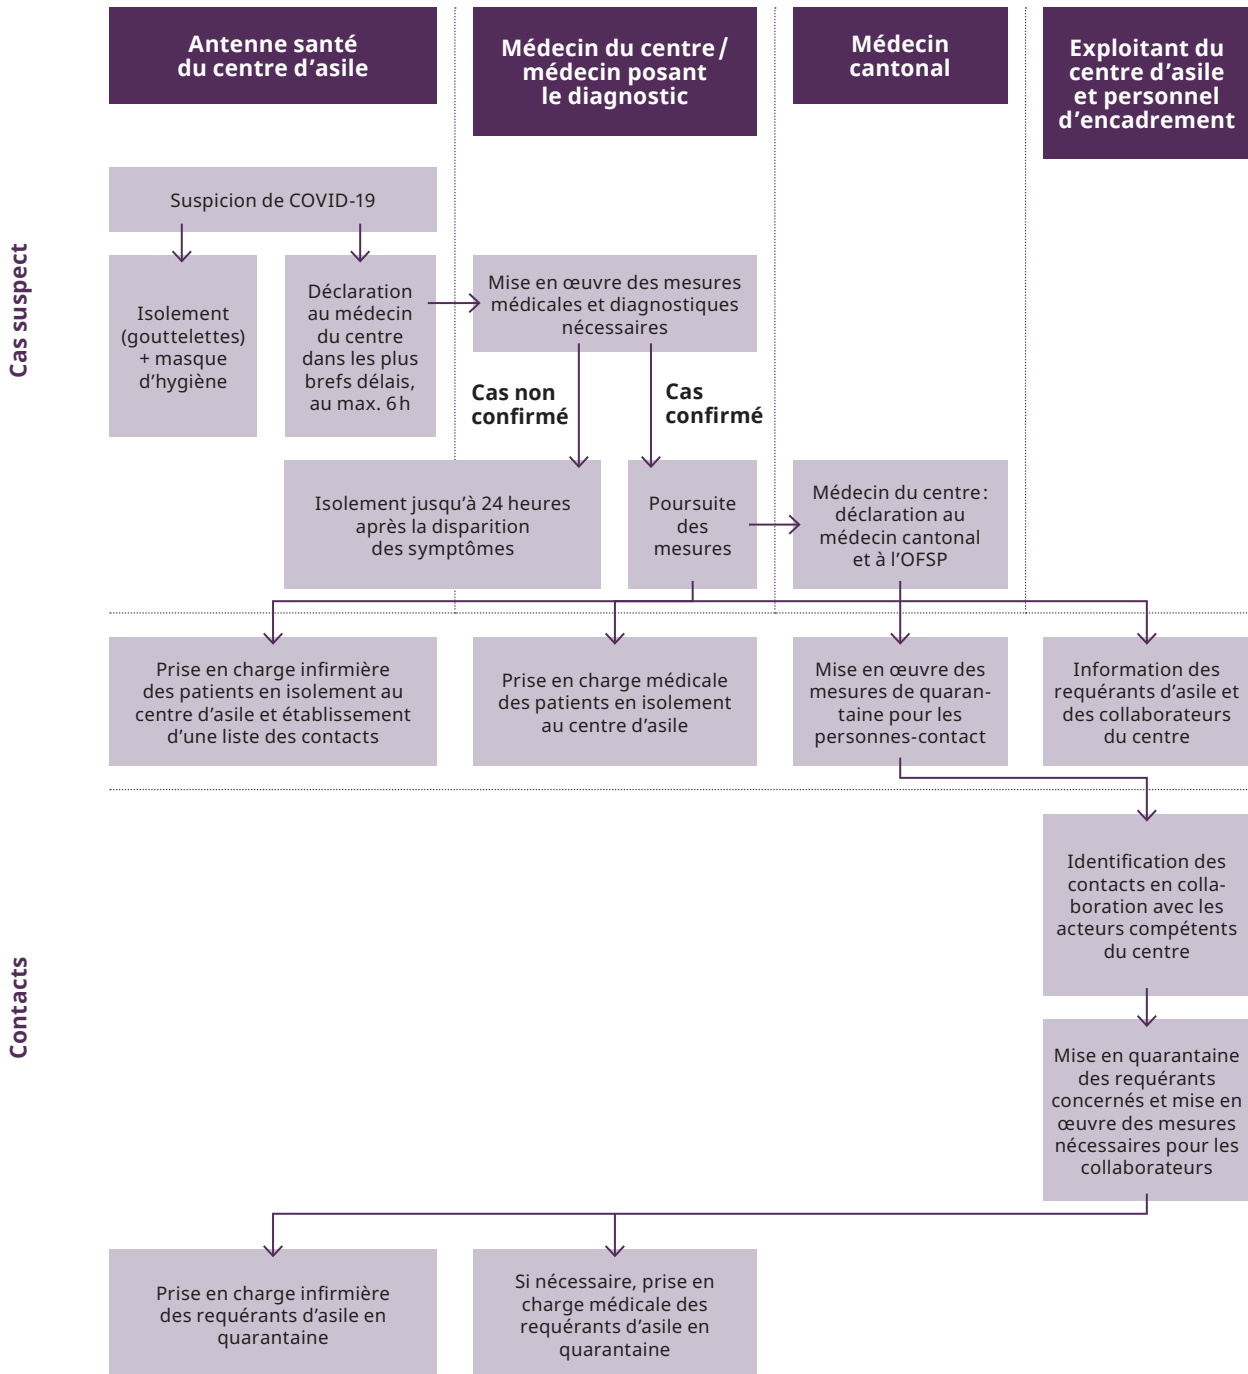 Antenne santé
du centre d'asile
Médecin du centre/
médecin posant
le diagnostic
Médecin
cantonal
Exploitant du
centre d'asile
et personnel
d'encadrement
Cas suspect
Suspicion de COVID-19
Isolement
(gouttelettes)
+ masque
d'hygiène
Déclaration
au médecin
du centre
dans les plus
brefs délais,
au max. 6 h
Mise en œuvre des mesures
médicales et diagnostiques
nécessaires
Cas non
confirmé
Cas
confirmé
Isolement jusqu'à 24 heures
après la disparition
des symptômes
Poursuite
des
mesures
Médecin du centre:
déclaration au
médecin cantonal
et à l'OFSP
Prise en charge infirmière
des patients en isolement au
centre d'asile et établissement
d'une liste des contacts
Prise en charge médicale
des patients en isolement
au centre d'asile
Mise en œuvre des
mesures de quaran-
taine pour les
personnes-contact
Information des
requérants d'asile et
des collaborateurs
du centre
Contacts
Identification des
contacts en colla-
boration avec les
acteurs compétents
du centre
Mise en quarantaine
des requérants
concernés et mise en
œuvre des mesures
nécessaires pour les
collaborateurs
Prise en charge infirmière
des requérants d'asile en
quarantaine
Si nécessaire, prise en
charge médicale des
requérants d'asile en
quarantaine